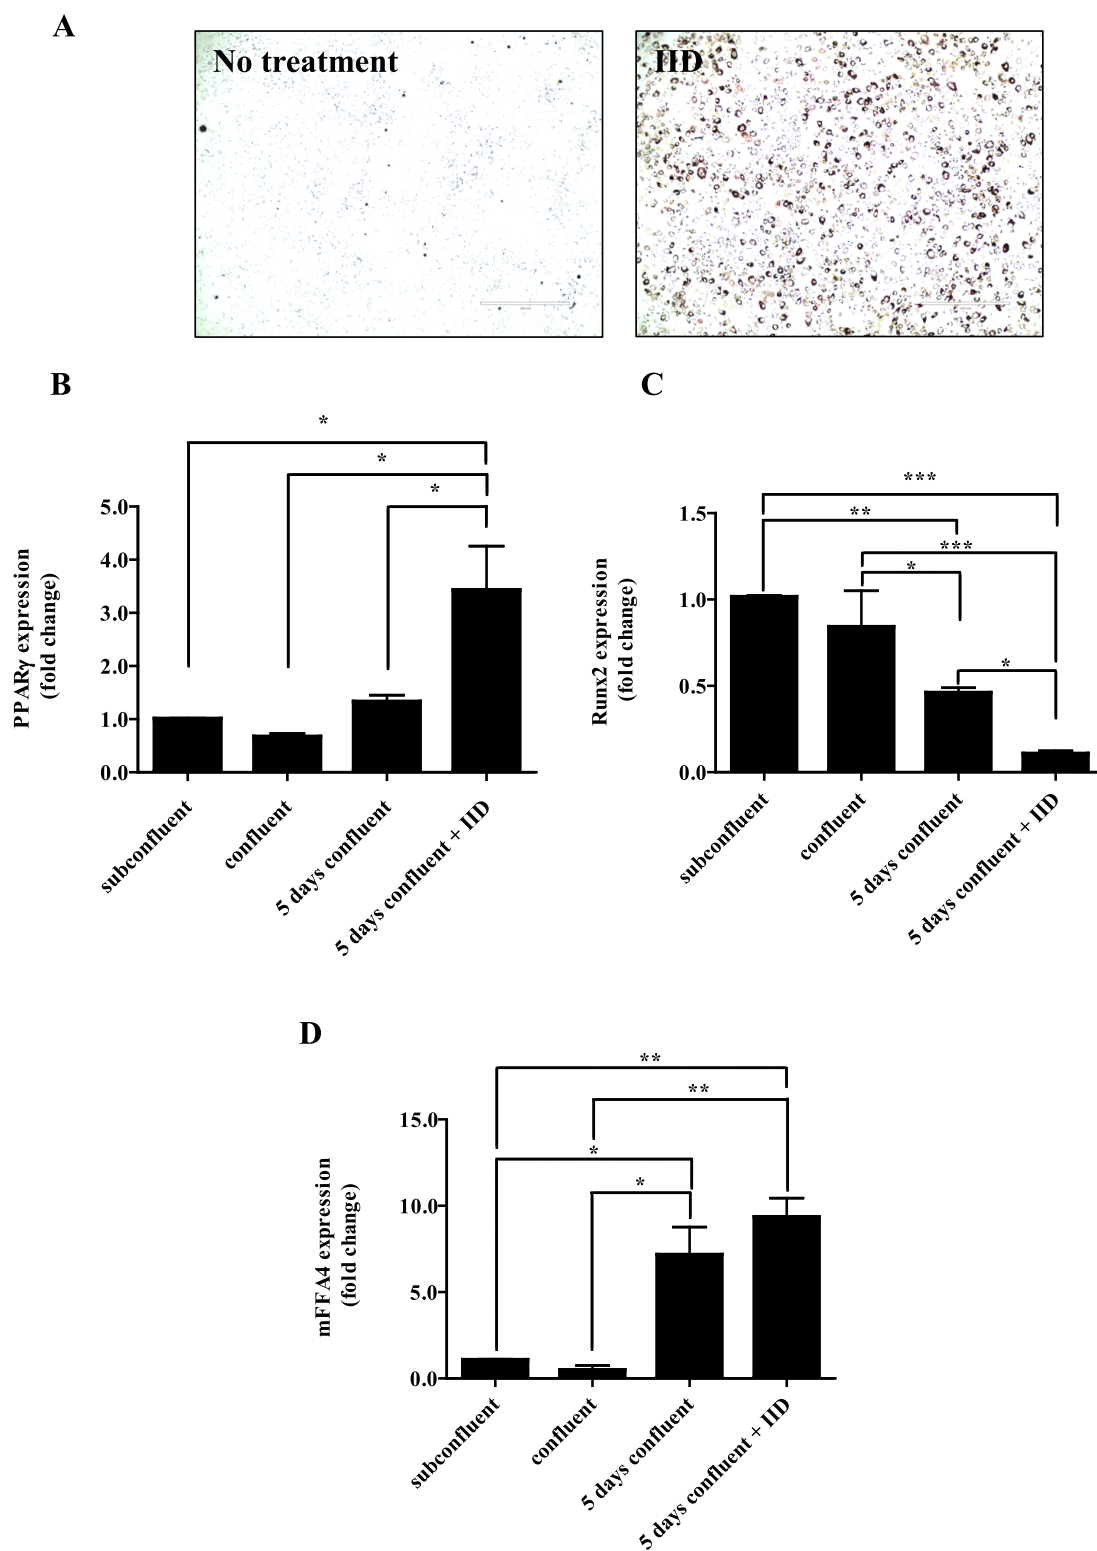 A
No treatment
IID
B
*
*
*
5.0
4.0
3.0
2.0
1.0
0.0
PPARγ expression
(fold change)
subconfluent
confluent
5 days confluent
5 days confluent + IID
C
***
**
***
*
*
1.5
1.0
0.5
0.0
Runx2 expression
(fold change)
subconfluent
confluent
5 days confluent
5 days confluent + IID
D
**
**
*
*
15.0
10.0
5.0
0.0
mFFA4 expression
(fold change)
subconfluent
confluent
5 days confluent
5 days confluent + IID